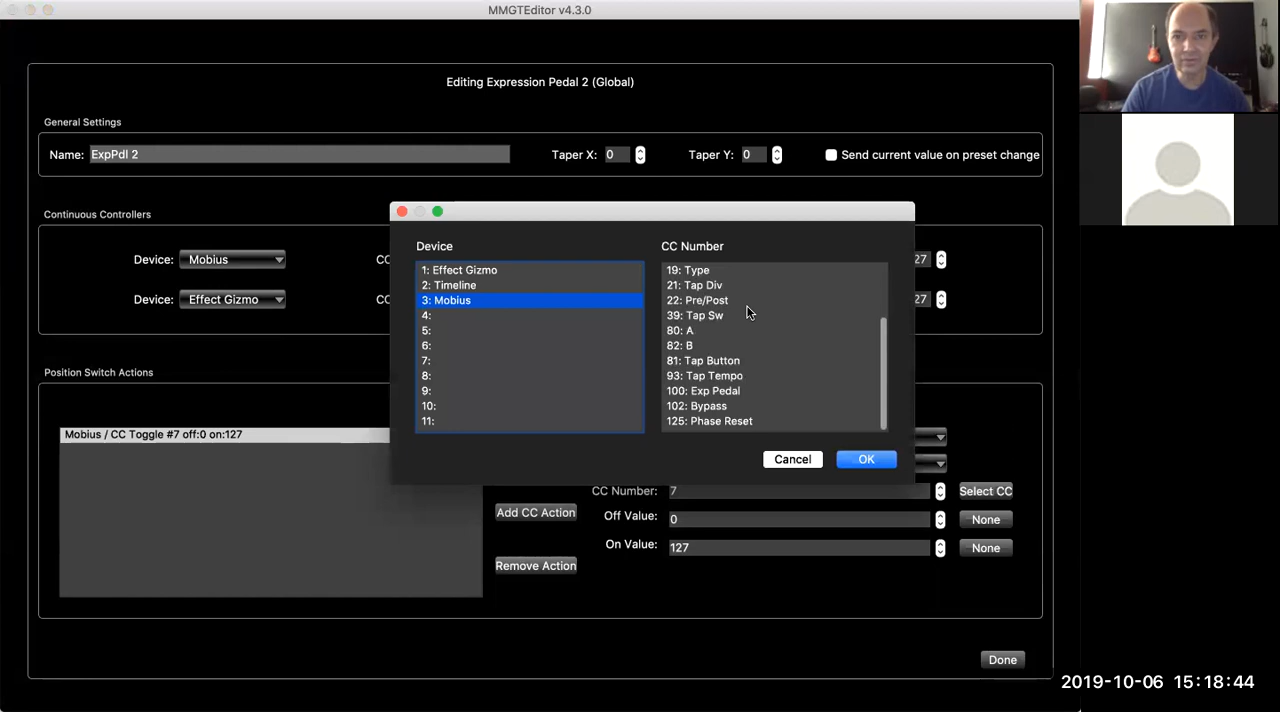 MMGTEditor v4.3.0
Editing Expression Pedal 2 (Global)
General Settings
Name: ExpPdl 2 Taper X: 0 Taper Y: 0 Send current value on preset change
Continuous Controllers
Device: Mobius CC 27
Device: Effect Gizmo CC 27
Device CC Number
1: Effect Gizmo
2: Timeline
3: Mobius
4:
5:
6:
7:
8:
9:
10:
11:
19: Type
21: Tap Div
22: Pre/Post
39: Tap Sw
80: A
82: B
81: Tap Button
93: Tap Tempo
100: Exp Pedal
102: Bypass
125: Phase Reset
Cancel OK
Position Switch Actions
Mobius / CC Toggle #7 off:0 on:127
Add CC Action
Remove Action
CC Number: 7 Select CC
Off Value: 0 None
On Value: 127 None
Done
2019-10-06 15:18:44